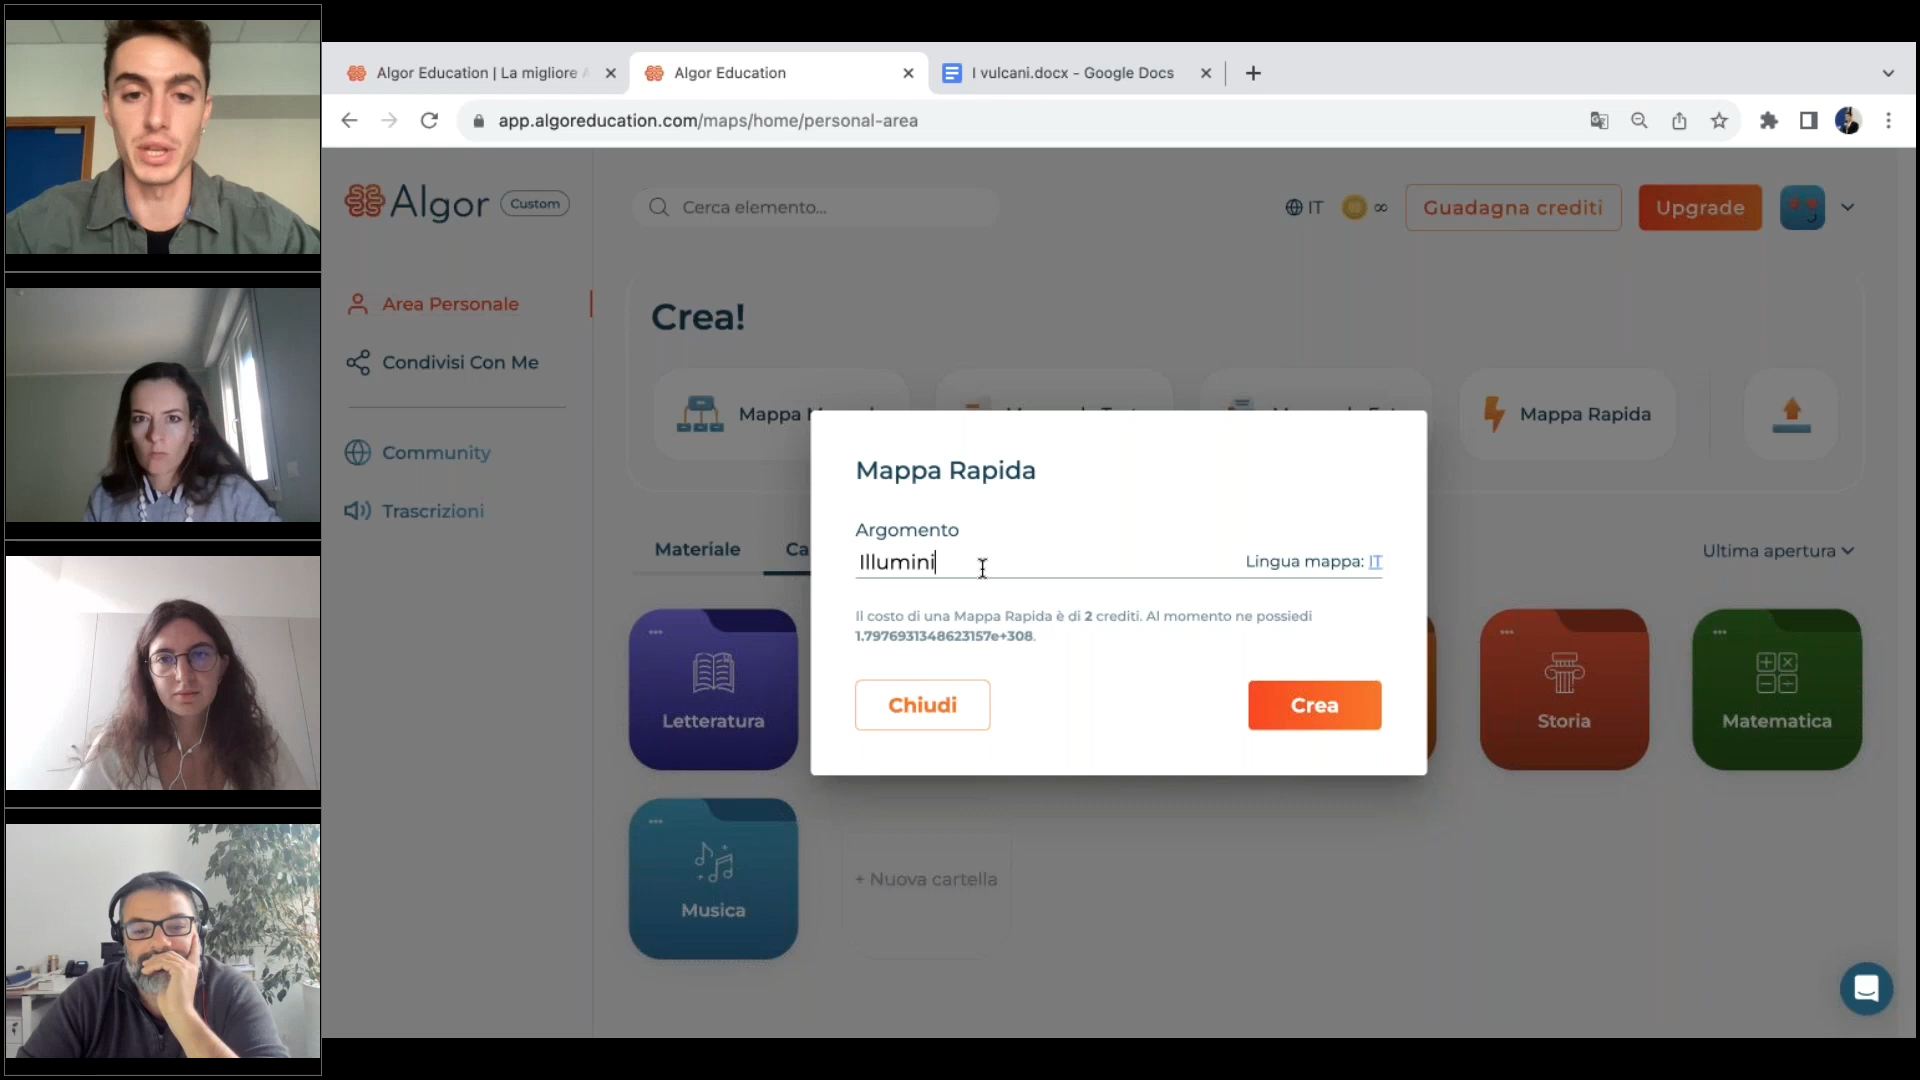 Algor Education | La migliore
Algor Education
I vulcani.docx - Google Docs
app.algoreducation.com/maps/home/personal-area
Algor
Custom
Cerca elemento...
IT
∞
Guadagna crediti
Upgrade
Area Personale
Condivisi Con Me
Community
Trascrizioni
Crea!
Mappa
Mappa Rapida
Materiale
Ca
Ultima apertura
Mappa Rapida
Argomento
Illumini
Lingua mappa: IT
Il costo di una Mappa Rapida è di 2 crediti. Al momento ne possiedi
1.7976931348623157e+308.
Chiudi
Crea
Letteratura
Storia
Matematica
Musica
+ Nuova cartella